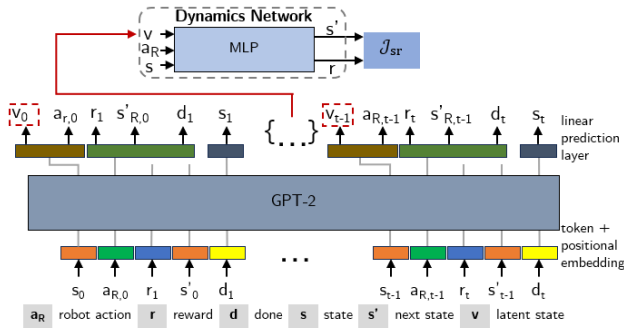 Dynamics Network
v
a_R
s
MLP
s'
r
𝒥_sr
v_0 a_r,0 r_1 s'_R,0 d_1 s_1 {...} v_t-1 a_R,t-1 r_t s'_R,t-1 d_t s_t
linear
prediction
layer
GPT-2
token +
positional
embedding
...
s_0 a_R,0 r_1 s'_0 d_1 s_t-1 a_R,t-1 r_t s'_t-1 d_t
a_R robot action r reward d done s state s' next state v latent state